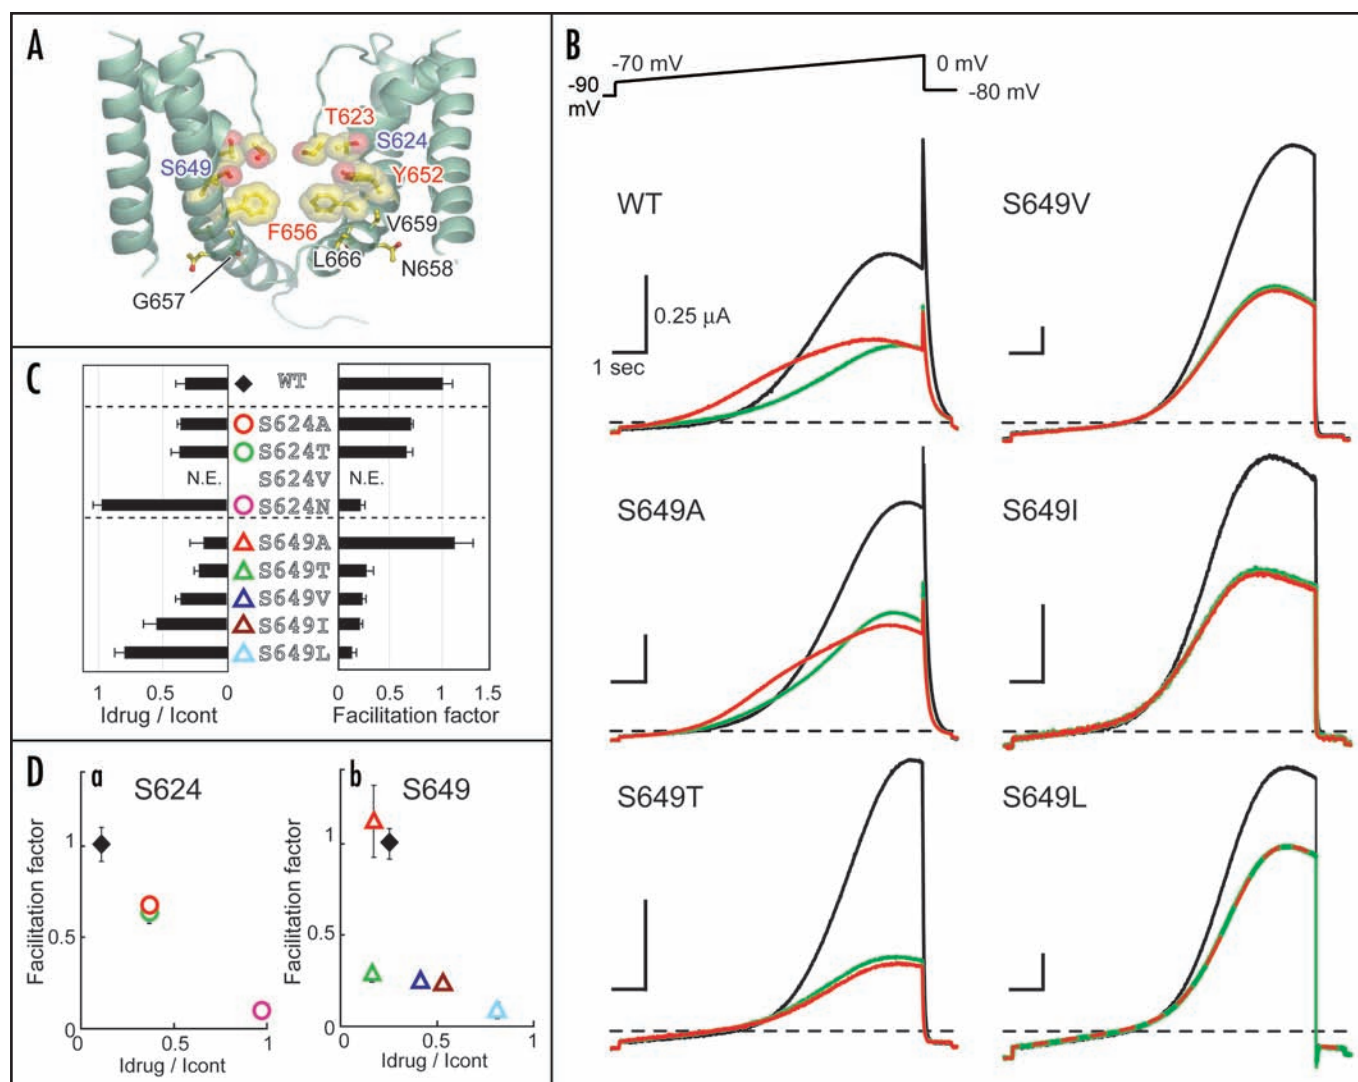 A
T623
S624
S649
Y652
F656
V659
L666
N658
G657
B
-70 mV
0 mV
-90
mV
-80 mV
WT
0.25 µA
1 sec
S649V
S649A
S649I
S649T
S649L
C
WT
S624A
S624T
N.E. S624V N.E.
S624N
S649A
S649T
S649V
S649I
S649L
1 0.5 0 0 0.5 1 1.5
Idrug / Icont Facilitation factor
D
a S624
Facilitation factor
1
0.5
0
0.5 1
Idrug / Icont
b S649
Facilitation factor
1
0.5
0
0.5 1
Idrug / Icont